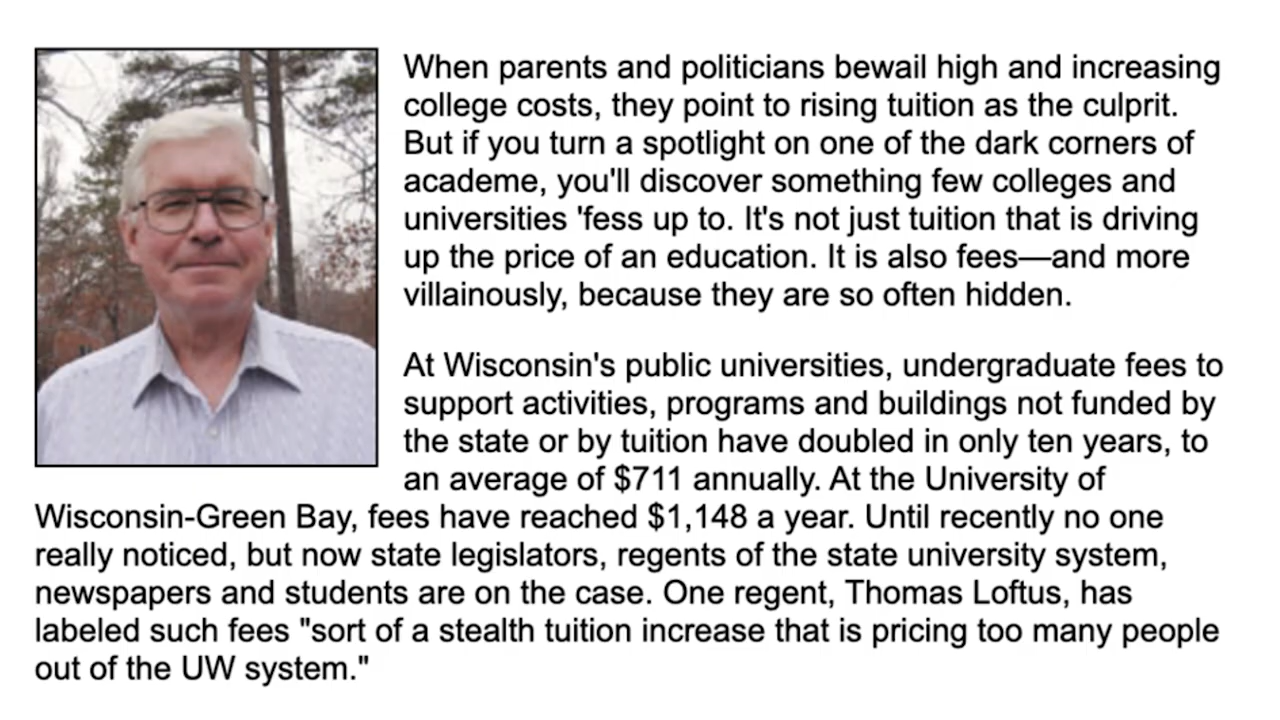 When parents and politicians bewail high and increasing
college costs, they point to rising tuition as the culprit.
But if you turn a spotlight on one of the dark corners of
academe, you'll discover something few colleges and
universities 'fess up to. It's not just tuition that is driving
up the price of an education. It is also fees—and more
villainously, because they are so often hidden.
At Wisconsin's public universities, undergraduate fees to
support activities, programs and buildings not funded by
the state or by tuition have doubled in only ten years, to
an average of $711 annually. At the University of
Wisconsin-Green Bay, fees have reached $1,148 a year. Until recently no one
really noticed, but now state legislators, regents of the state university system,
newspapers and students are on the case. One regent, Thomas Loftus, has
labeled such fees "sort of a stealth tuition increase that is pricing too many people
out of the UW system."